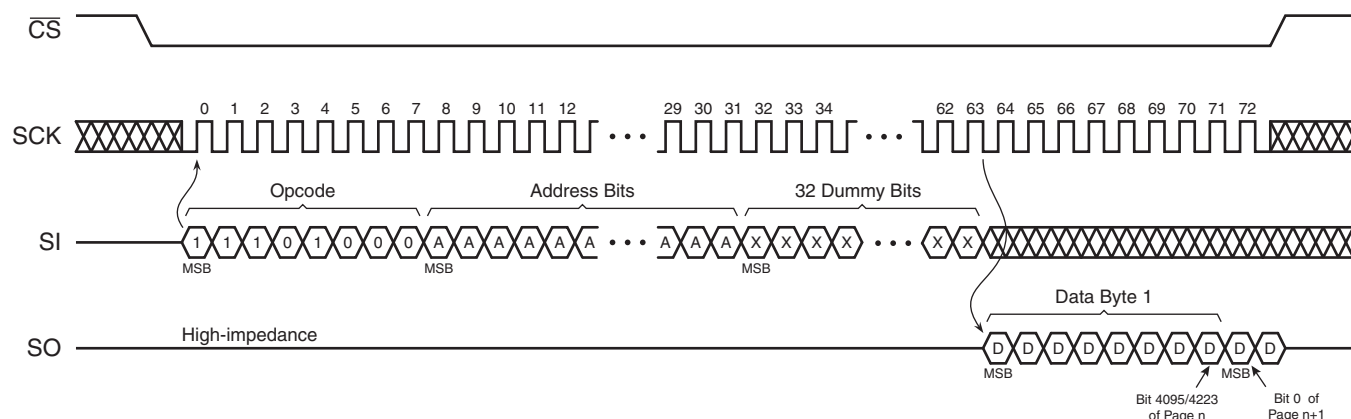 CS
SCK
0 1 2 3 4 5 6 7 8 9 10 11 12 29 30 31 32 33 34 62 63 64 65 66 67 68 69 70 71 72
Opcode Address Bits 32 Dummy Bits
SI
1 1 1 0 1 0 0 0 A A A A A A A A A X X X X X X
MSB MSB MSB
Data Byte 1
SO
High-impedance
D D D D D D D D D D
MSB MSB
Bit 4095/4223
of Page n
Bit 0 of
Page n+1